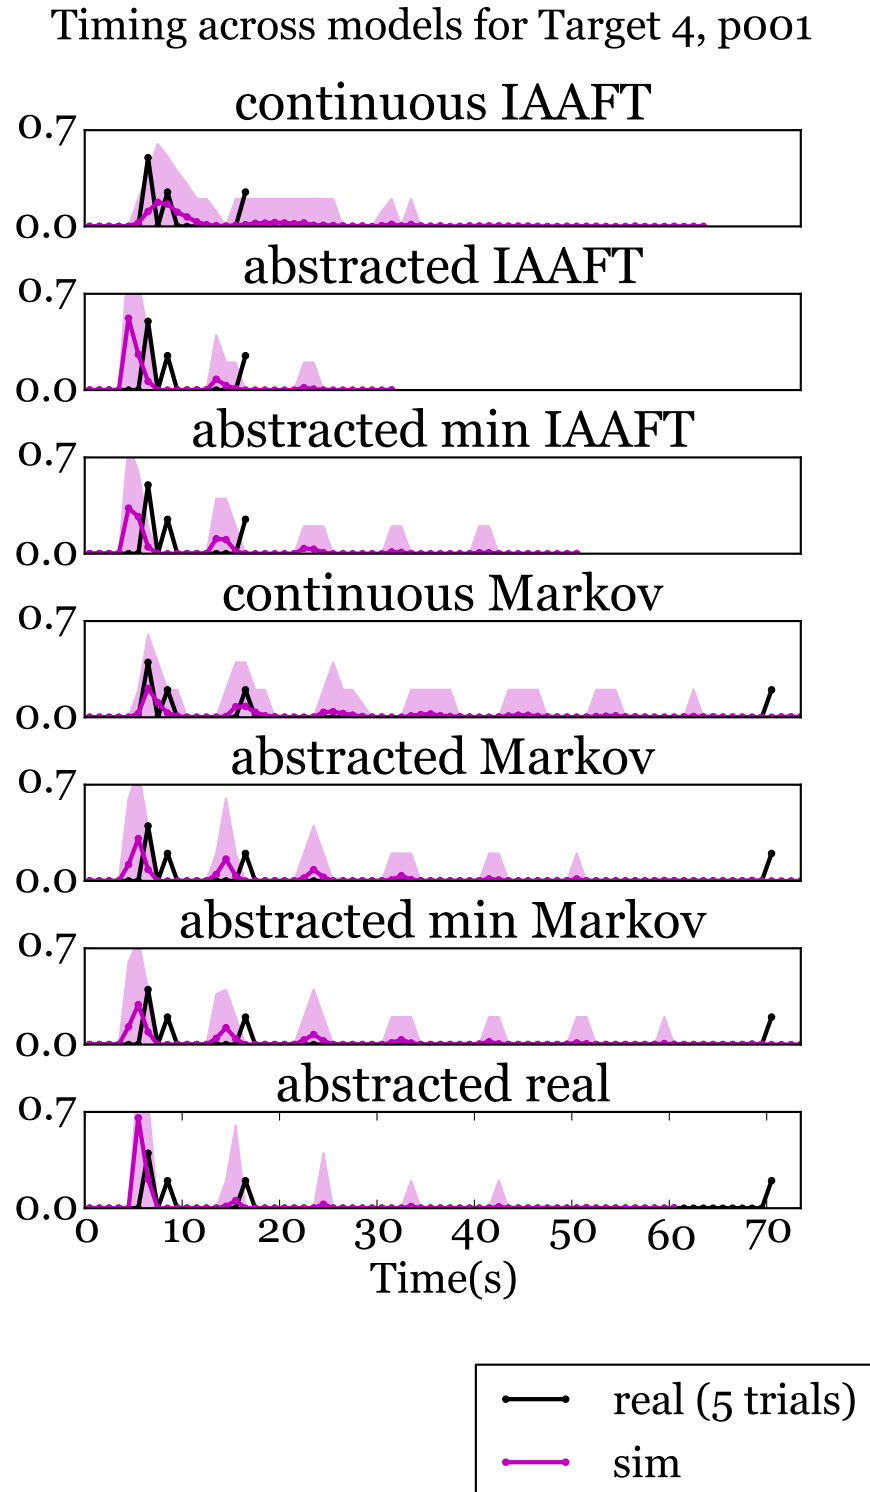 Timing across models for Target 4, p001
continuous IAAFT
0.7
0.0
abstracted IAAFT
0.7
0.0
abstracted min IAAFT
0.7
0.0
continuous Markov
0.7
0.0
abstracted Markov
0.7
0.0
abstracted min Markov
0.7
0.0
abstracted real
0.7
0.0
0 10 20 30 40 50 60 70
Time(s)
real (5 trials)
sim